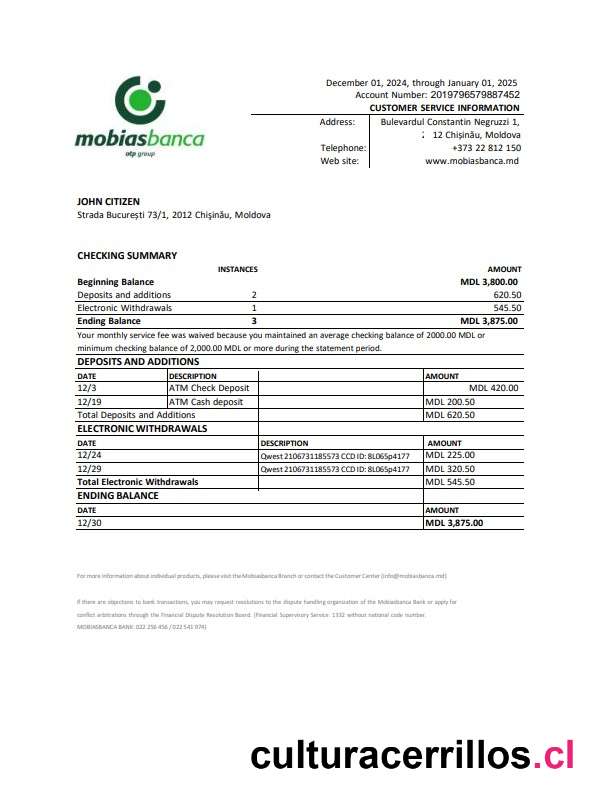 mobiasbanca
otp group
December 01, 2024, through January 01, 2025
Account Number: 2019796579887452
CUSTOMER SERVICE INFORMATION
Address: Bulevardul Constantin Negruzzi 1,
; 12 Chișinău, Moldova
Telephone: +373 22 812 150
Web site: www.mobiasbanca.md
JOHN CITIZEN
Strada București 73/1, 2012 Chișinău, Moldova
CHECKING SUMMARY
INSTANCES AMOUNT
Beginning Balance MDL 3,800.00
Deposits and additions 2 620.50
Electronic Withdrawals 1 545.50
Ending Balance 3 MDL 3,875.00
Your monthly service fee was waived because you maintained an average checking balance of 2000.00 MDL or
minimum checking balance of 2,000.00 MDL or more during the statement period.
DEPOSITS AND ADDITIONS
DATE DESCRIPTION AMOUNT
12/3 ATM Check Deposit MDL 420.00
12/19 ATM Cash deposit MDL 200.50
Total Deposits and Additions MDL 620.50
ELECTRONIC WITHDRAWALS
DATE DESCRIPTION AMOUNT
12/24 Qwest 2106731185573 CCD ID: 8L065p4177 MDL 225.00
12/29 Qwest 2106731185573 CCD ID: 8L065p4177 MDL 320.50
Total Electronic Withdrawals MDL 545.50
ENDING BALANCE
DATE AMOUNT
12/30 MDL 3,875.00
For more information about individual products, please visit the Mobiasbanca Branch or contact the Customer Center (info@mobiasbanca.md)
If there are objections to bank transactions, you may request resolutions to the dispute handling organization of the Mobiasbanca Bank or apply for
conflict arbitrations through the Financial Dispute Resolution Board. (Financial Supervisory Service: 1332 without national code number.
MOBIASBANCA BANK: 022 256 456 / 022 541 974)
culturacerrillos.cl